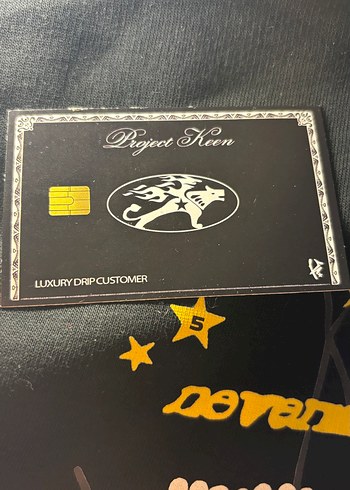 Project Keen
LUXURY DRIP CUSTOMER
5